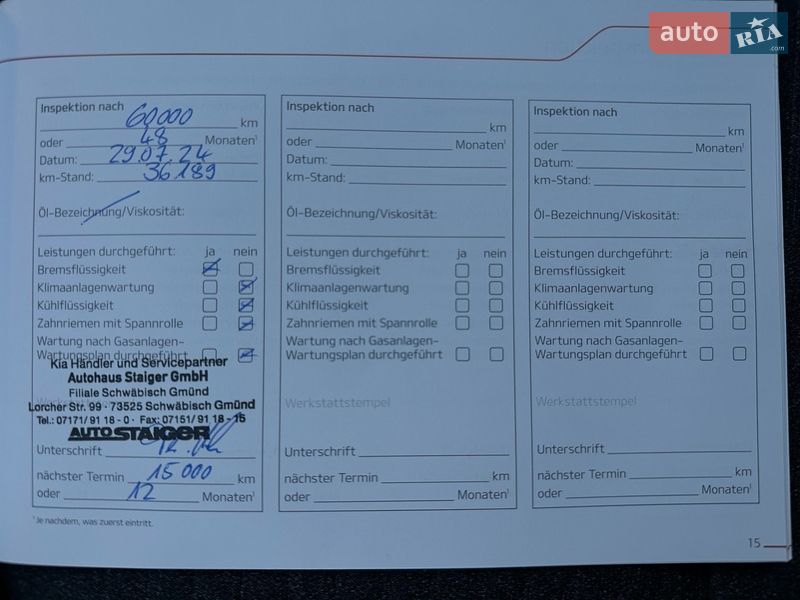 auto RIA .com
Inspektion nach 60000 km
oder 48 Monaten¹
Datum: 29.07.24
km-Stand: 36189
Öl-Bezeichnung/Viskosität:
Leistungen durchgeführt: ja nein
Bremsflüssigkeit
Klimaanlagenwartung
Kühlflüssigkeit
Zahnriemen mit Spannrolle
Wartung nach Gasanlagen-
Wartungsplan durchgeführt
Kia Händler und Servicepartner
Autohaus Staiger GmbH
Filiale Schwäbisch Gmünd
Lorcher Str. 99 · 73525 Schwäbisch Gmünd
Tel.: 07171/91 18 - 0 · Fax: 07151/91 18 - 15
AUTO STAIGER
Unterschrift
nächster Termin 15000 km
oder 12 Monaten¹
¹Je nachdem, was zuerst eintritt.
Inspektion nach
km
oder Monaten¹
Datum:
km-Stand:
Öl-Bezeichnung/Viskosität:
Leistungen durchgeführt: ja nein
Bremsflüssigkeit
Klimaanlagenwartung
Kühlflüssigkeit
Zahnriemen mit Spannrolle
Wartung nach Gasanlagen-
Wartungsplan durchgeführt
Werkstattstempel
Unterschrift
nächster Termin km
oder Monaten¹
Inspektion nach
km
oder Monaten¹
Datum:
km-Stand:
Öl-Bezeichnung/Viskosität:
Leistungen durchgeführt: ja nein
Bremsflüssigkeit
Klimaanlagenwartung
Kühlflüssigkeit
Zahnriemen mit Spannrolle
Wartung nach Gasanlagen-
Wartungsplan durchgeführt
Werkstattstempel
Unterschrift
nächster Termin km
oder Monaten¹
15